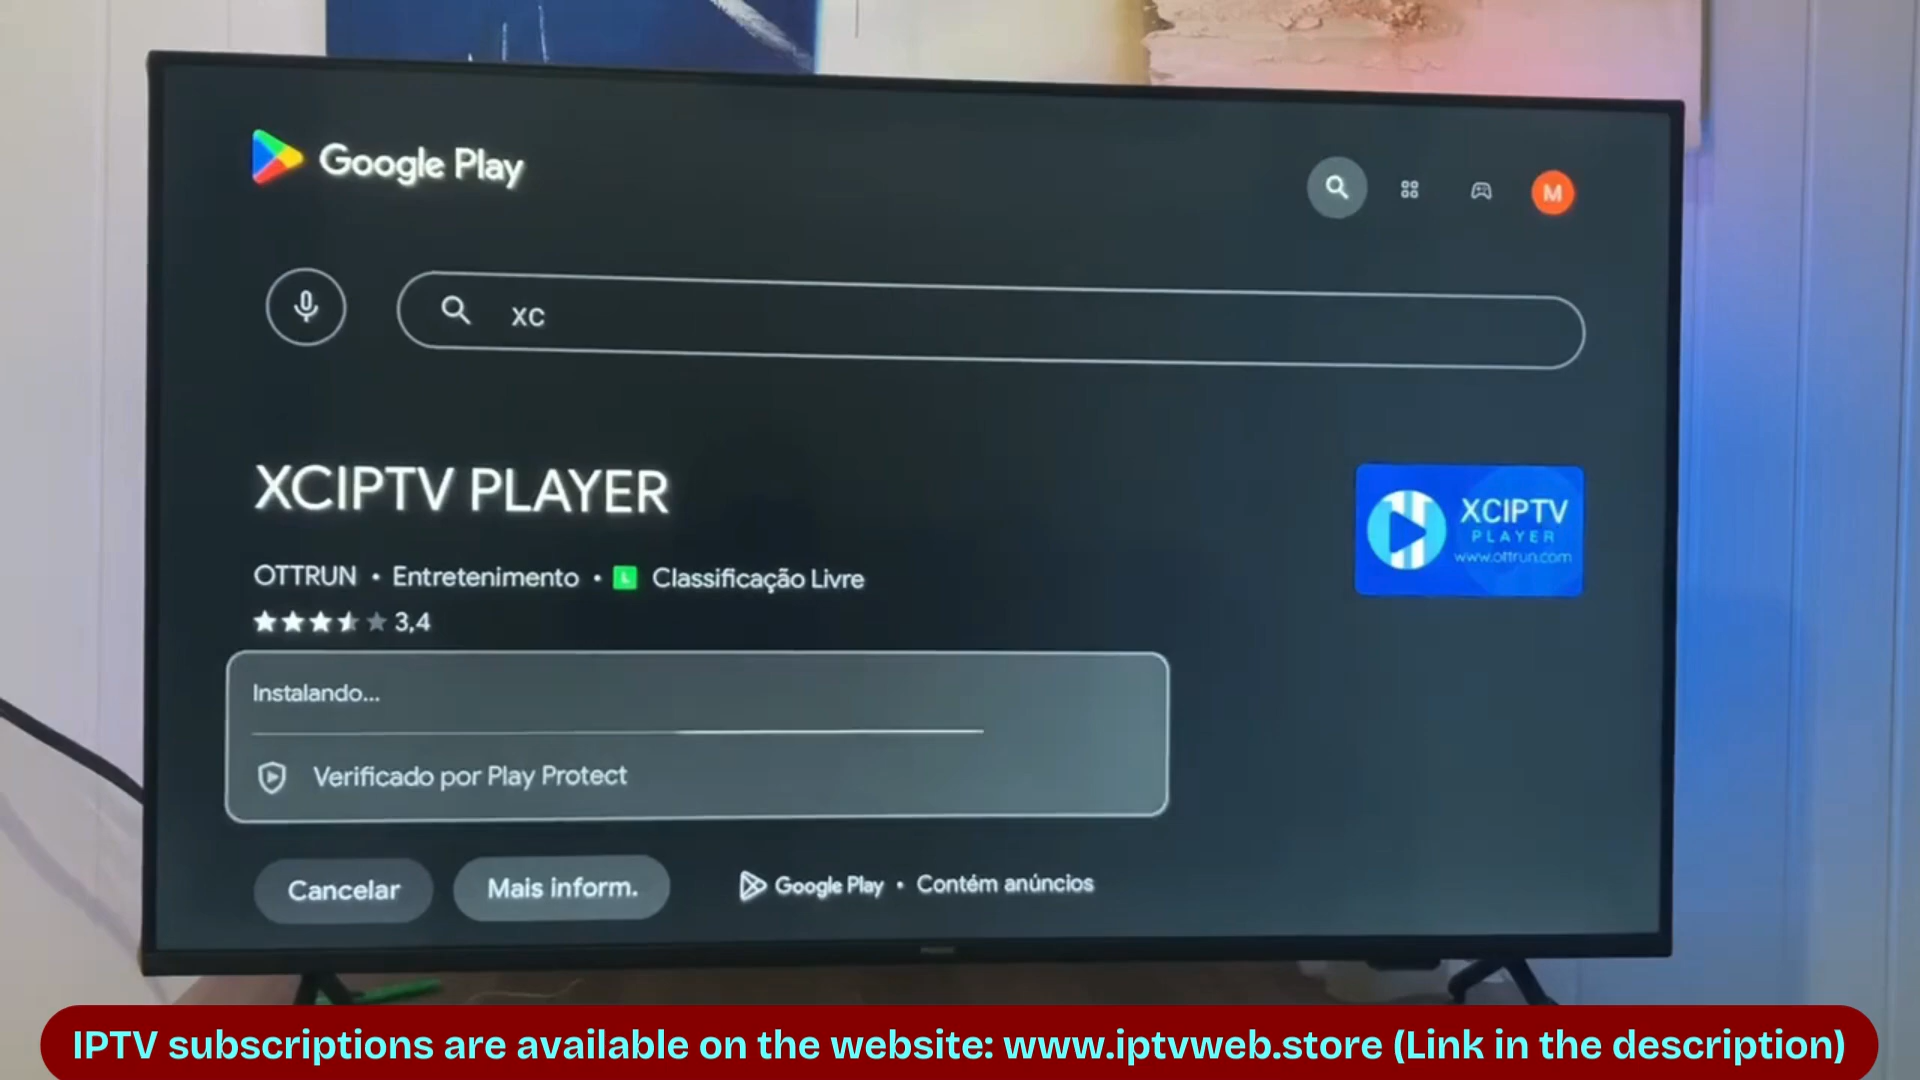 Google Play
M
XC
XCIPTV PLAYER
XCIPTV
PLAYER
www.ottrun.com
OTTRUN • Entretenimento • L Classificação Livre
3,4
Instalando...
Verificado por Play Protect
Cancelar
Mais inform.
Google Play • Contém anúncios
IPTV subscriptions are available on the website: www.iptvweb.store (Link in the description)